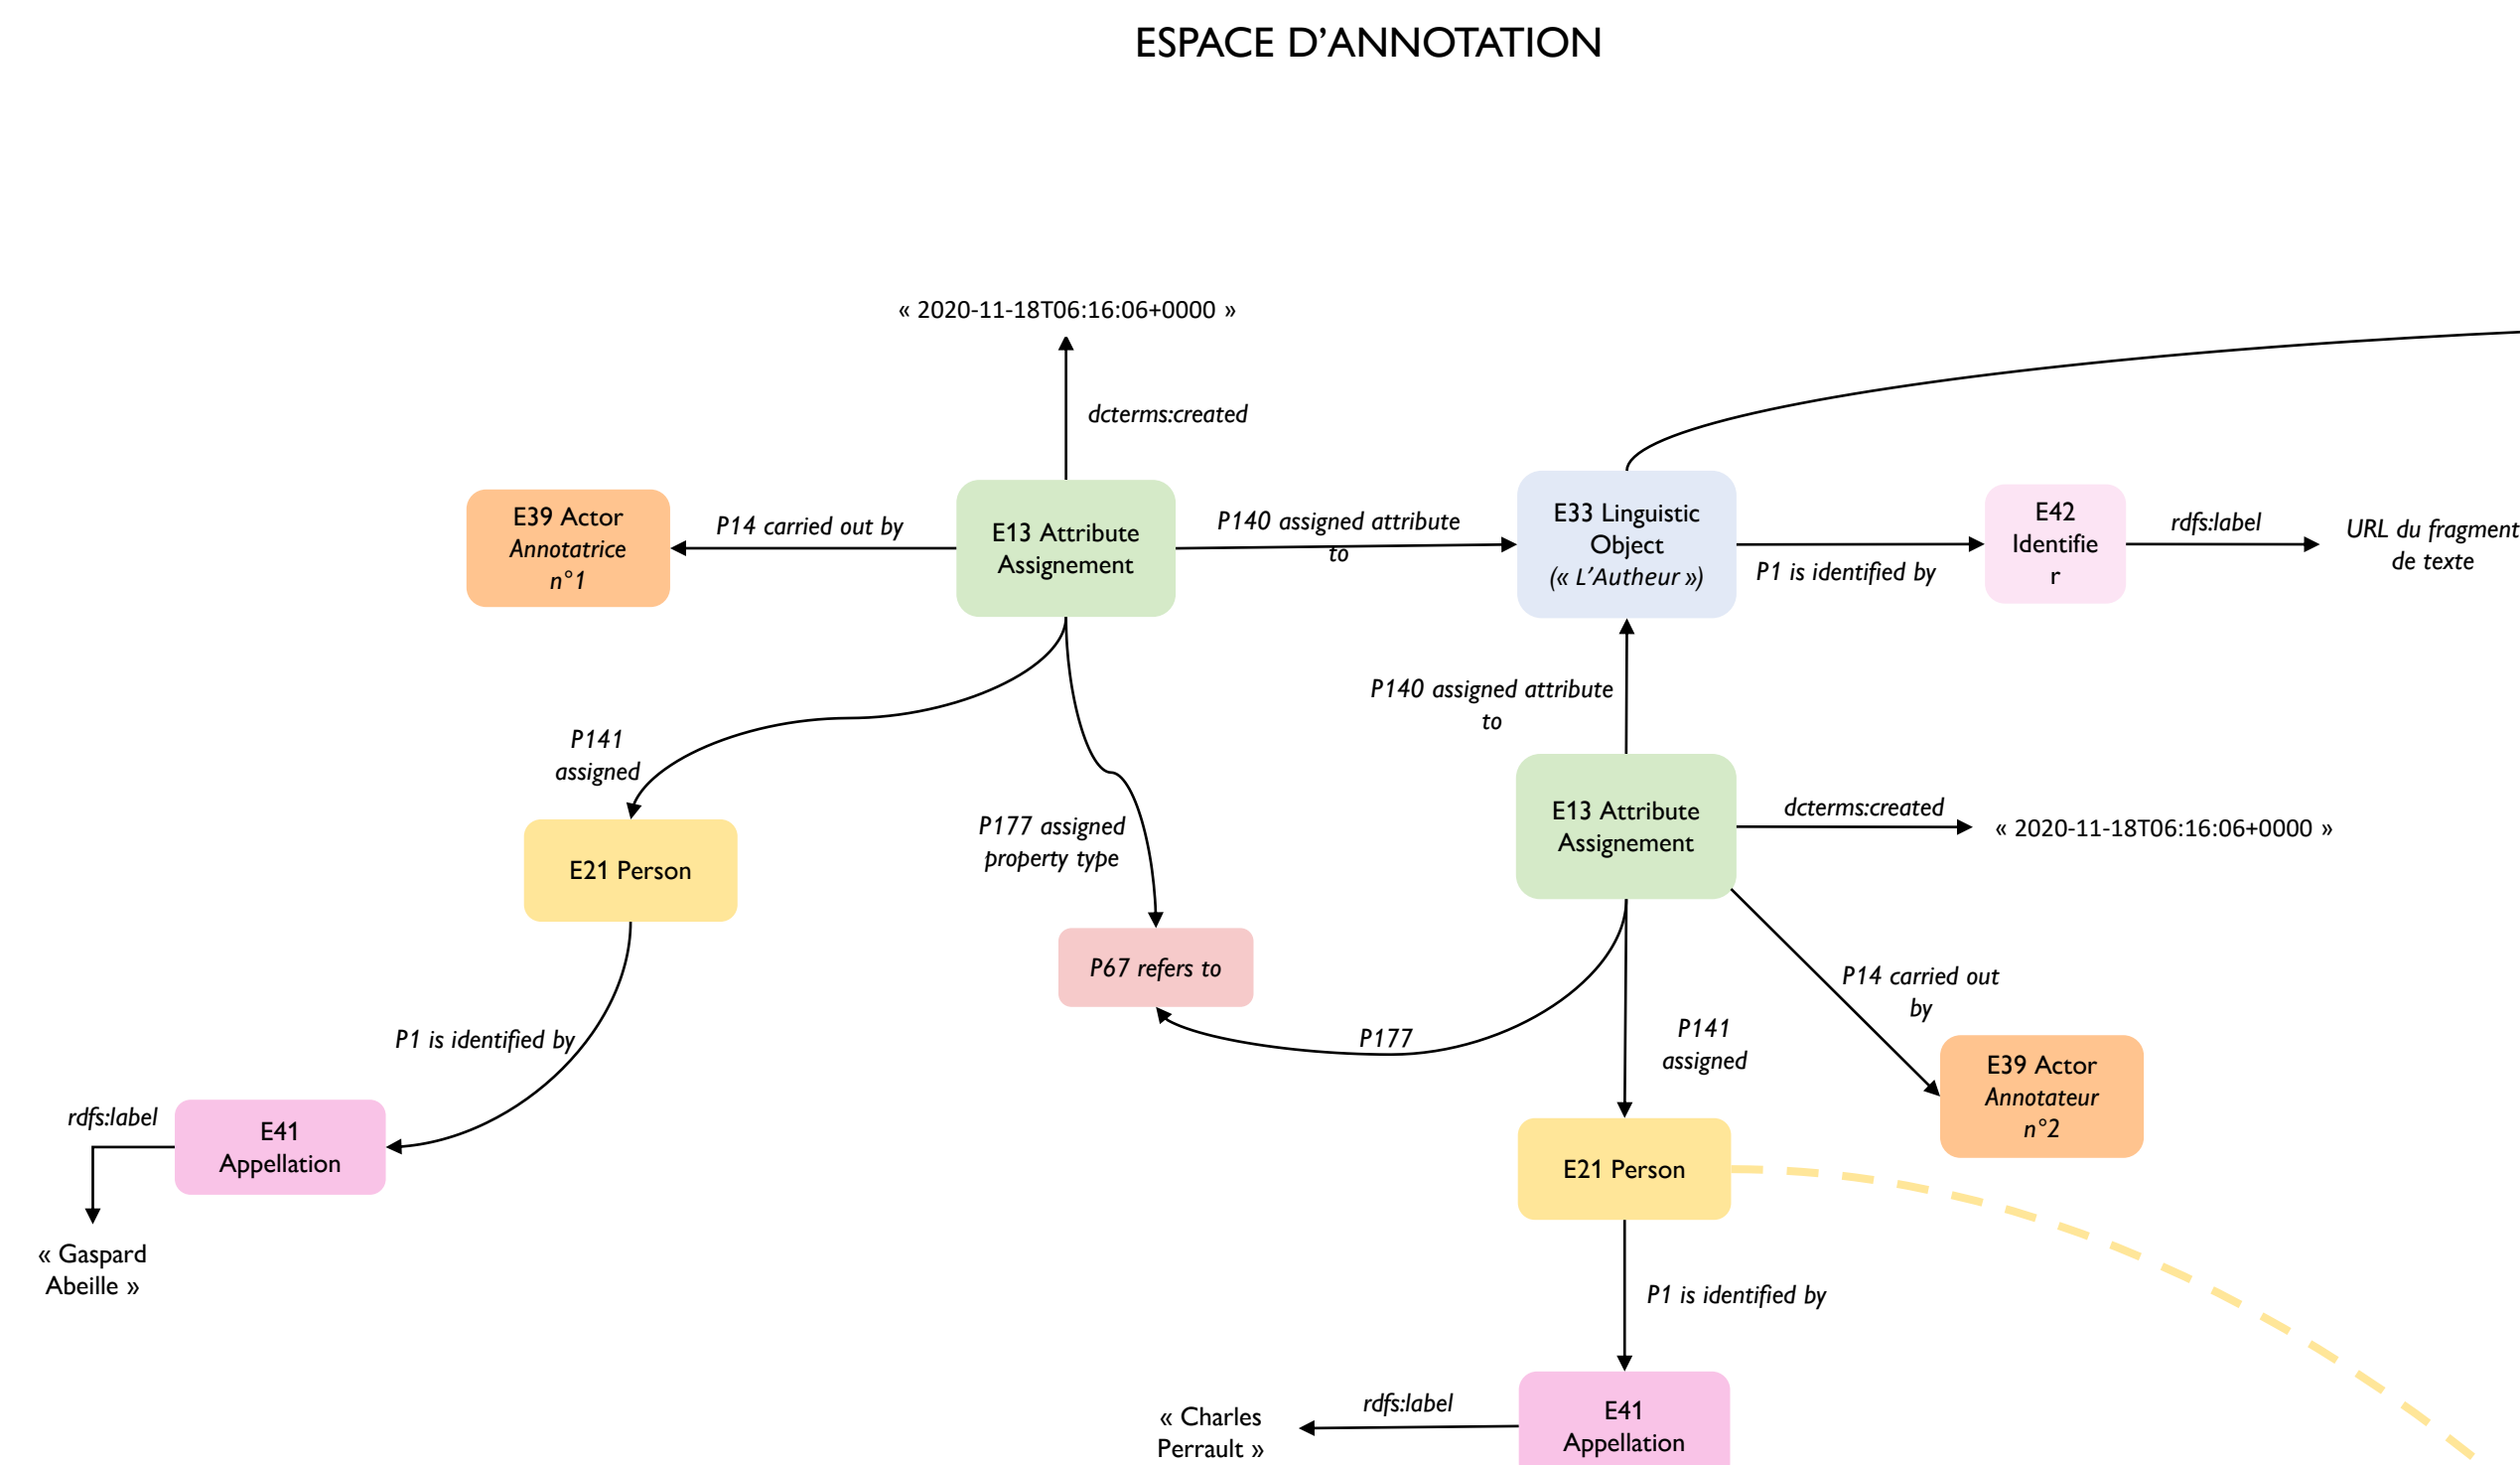 ESPACE D’ANNOTATION
« 2020-11-18T06:16:06+0000 »
dcterms:created
E39 Actor
Annotatrice
n°1
P14 carried out by
E13 Attribute
Assignement
P140 assigned attribute
to
E33 Linguistic
Object
(« L’Autheur »)
P1 is identified by
E42
Identifie
r
rdfs:label
URL du fragment
de texte
P141
assigned
P177 assigned
property type
P140 assigned attribute
to
E21 Person
E13 Attribute
Assignement
dcterms:created
« 2020-11-18T06:16:06+0000 »
P67 refers to
P14 carried out
by
P1 is identified by
P177
P141
assigned
E39 Actor
Annotateur
n°2
rdfs:label
E41
Appellation
E21 Person
« Gaspard
Abeille »
P1 is identified by
« Charles
Perrault »
rdfs:label
E41
Appellation